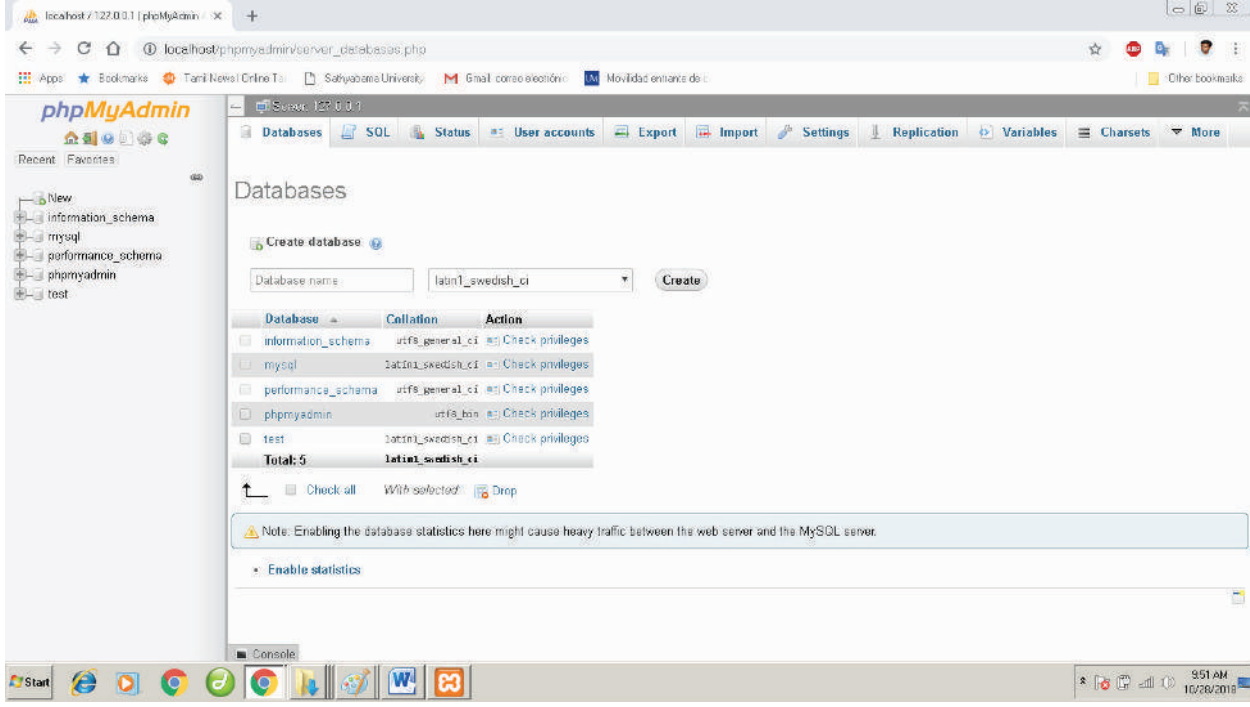 localhost / 127.0.0.1 | phpMyAdmin
localhost/phpmyadmin/server_databases.php
Apps Bookmarks Tamil News | Online Ta Sathyabama University Gmail: correo electrónic Movilidad entrante de Other bookmarks
phpMyAdmin
Recent Favorites
New
information_schema
mysql
performance_schema
phpmyadmin
test
Server: 127.0.0.1
Databases SQL Status User accounts Export Import Settings Replication Variables Charsets More
Databases
Create database
Database name latin1_swedish_ci Create
Database Collation Action
information_schema utf8_general_ci Check privileges
mysql latin1_swedish_ci Check privileges
performance_schema utf8_general_ci Check privileges
phpmyadmin utf8_bin Check privileges
test latin1_swedish_ci Check privileges
Total: 5 latin1_swedish_ci
Check all With selected: Drop
Note: Enabling the database statistics here might cause heavy traffic between the web server and the MySQL server.
Enable statistics
Console
Start
9:51 AM
10/28/2018